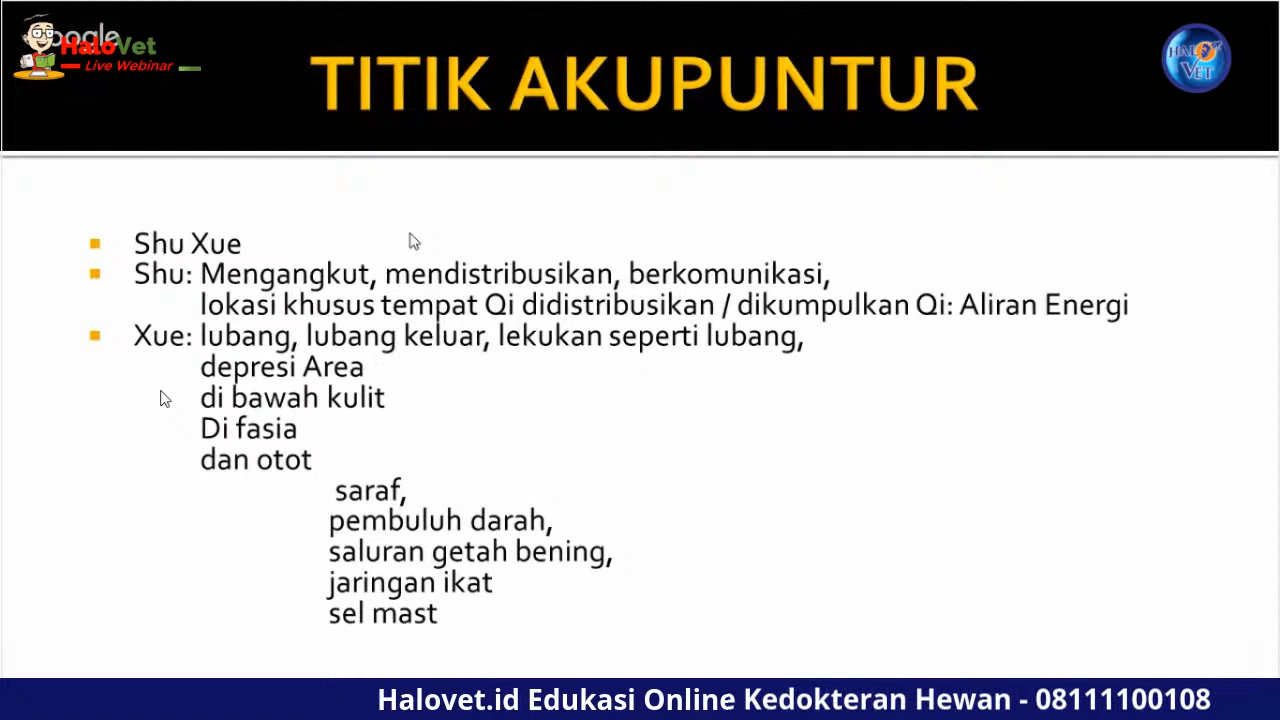 HaloVet
Live Webinar
TITIK AKUPUNTUR
HALO VET
Shu Xue
Shu: Mengangkut, mendistribusikan, berkomunikasi,
lokasi khusus tempat Qi didistribusikan / dikumpulkan Qi: Aliran Energi
Xue: lubang, lubang keluar, lekukan seperti lubang,
depresi Area
di bawah kulit
Di fasia
dan otot
saraf,
pembuluh darah,
saluran getah bening,
jaringan ikat
sel mast
Halovet.id Edukasi Online Kedokteran Hewan - 08111100108